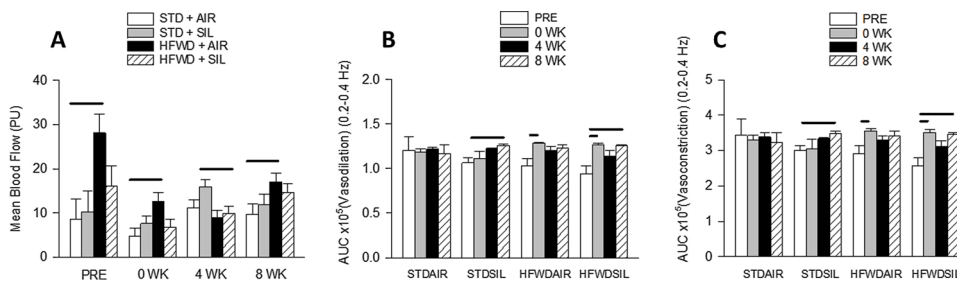 A
STD + AIR
STD + SIL
HFWD + AIR
HFWD + SIL
Mean Blood Flow (PU)
40
30
20
10
0
PRE 0 WK 4 WK 8 WK
B
PRE
0 WK
4 WK
8 WK
AUC x10⁵(Vasodilation) (0.2-0.4 Hz)
2.0
1.5
1.0
0.5
0.0
STDAIR STDSIL HFWDAIR HFWDSIL
C
PRE
0 WK
4 WK
8 WK
AUC x10⁵(Vasoconstriction) (0.2-0.4 Hz)
5
4
3
2
1
0
STDAIR STDSIL HFWDAIR HFWDSIL